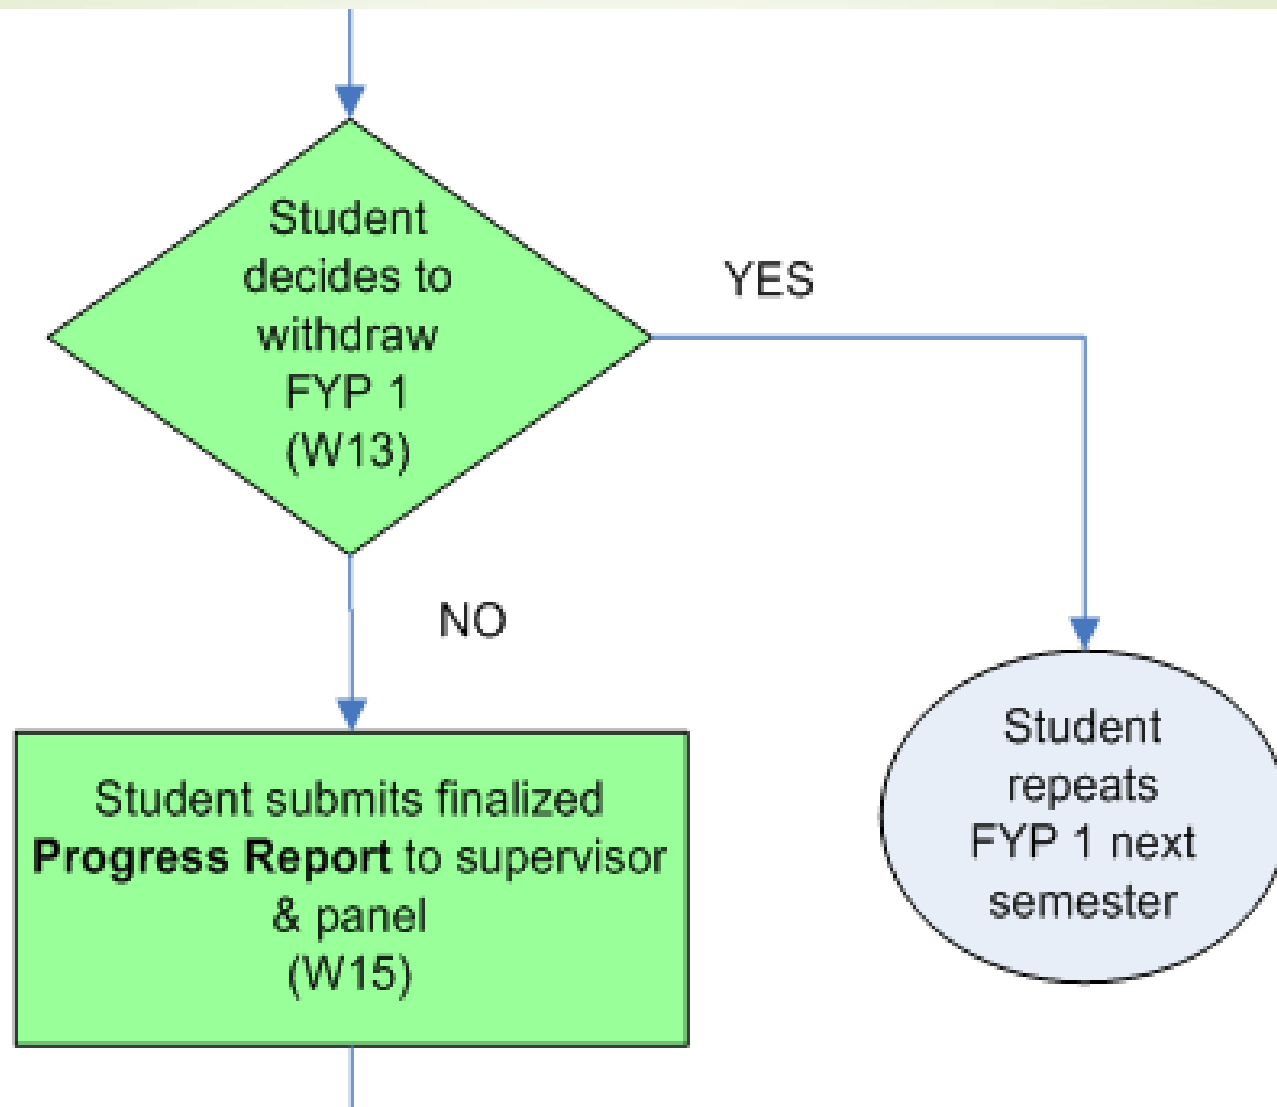 Student
decides to
withdraw
FYP 1
(W13)
YES
NO
Student submits finalized
Progress Report to supervisor
& panel
(W15)
Student
repeats
FYP 1 next
semester